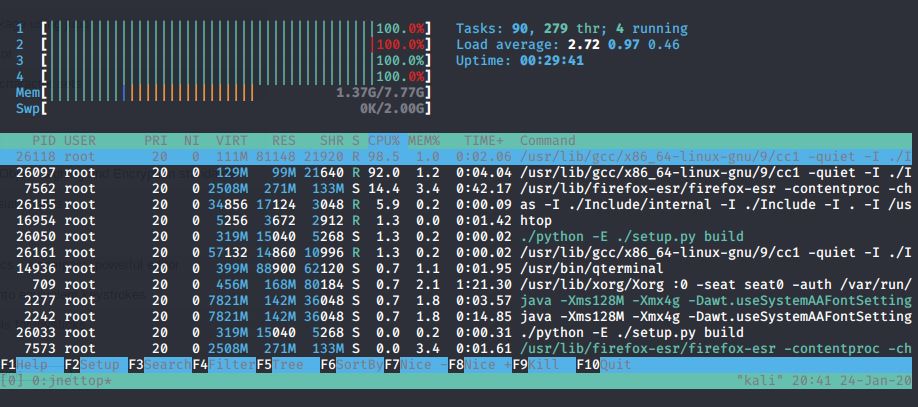 1 [||||||||||||||||||||||||||||||||||||||||100.0%]
2 [|100.0%]
3 [||||||||||||||||||||||||||||||||||||||||100.0%]
4 [||||||||||||||||||||||||||||||||||||||||100.0%]
Mem[||||||||||||||||||||||||||1.37G/7.77G]
Swp[0K/2.00G]
Tasks: 90, 279 thr; 4 running
Load average: 2.72 0.97 0.46
Uptime: 00:29:41
PID USER PRI NI VIRT RES SHR S CPU% MEM% TIME+ Command
26118 root 20 0 111M 81148 21920 R 98.5 1.0 0:02.06 /usr/lib/gcc/x86_64-linux-gnu/9/cc1 -quiet -I ./I
26097 root 20 0 129M 99M 21640 R 92.0 1.2 0:04.04 /usr/lib/gcc/x86_64-linux-gnu/9/cc1 -quiet -I ./I
7562 root 20 0 2508M 271M 133M S 14.4 3.4 0:42.17 /usr/lib/firefox-esr/firefox-esr -contentproc -ch
26155 root 20 0 34856 17124 3048 R 5.9 0.2 0:00.09 as -I ./Include/internal -I ./Include -I . -I /us
16954 root 20 0 5256 3672 2912 R 1.3 0.0 0:01.42 htop
26050 root 20 0 319M 15040 5268 S 1.3 0.2 0:00.02 ./python -E ./setup.py build
26161 root 20 0 57132 14860 10996 R 1.3 0.2 0:00.02 /usr/lib/gcc/x86_64-linux-gnu/9/cc1 -quiet -I ./I
14936 root 20 0 399M 88900 62120 S 0.7 1.1 0:01.95 /usr/bin/qterminal
709 root 20 0 456M 168M 80184 S 0.7 2.1 1:21.30 /usr/lib/xorg/Xorg :0 -seat seat0 -auth /var/run/
2277 root 20 0 7821M 142M 36048 S 0.7 1.8 0:03.57 java -Xms128M -Xmx4g -Dawt.useSystemAAFontSetting
2242 root 20 0 7821M 142M 36048 S 0.7 1.8 0:14.85 java -Xms128M -Xmx4g -Dawt.useSystemAAFontSetting
26033 root 20 0 319M 15040 5268 S 0.0 0.2 0:00.31 ./python -E ./setup.py build
7573 root 20 0 2508M 271M 133M S 0.0 3.4 0:01.61 /usr/lib/firefox-esr/firefox-esr -contentproc -ch
F1Help F2Setup F3SearchF4FilterF5Tree F6SortByF7Nice -F8Nice +F9Kill F10Quit
[0] 0:jnettop* "kali" 20:41 24-Jan-20